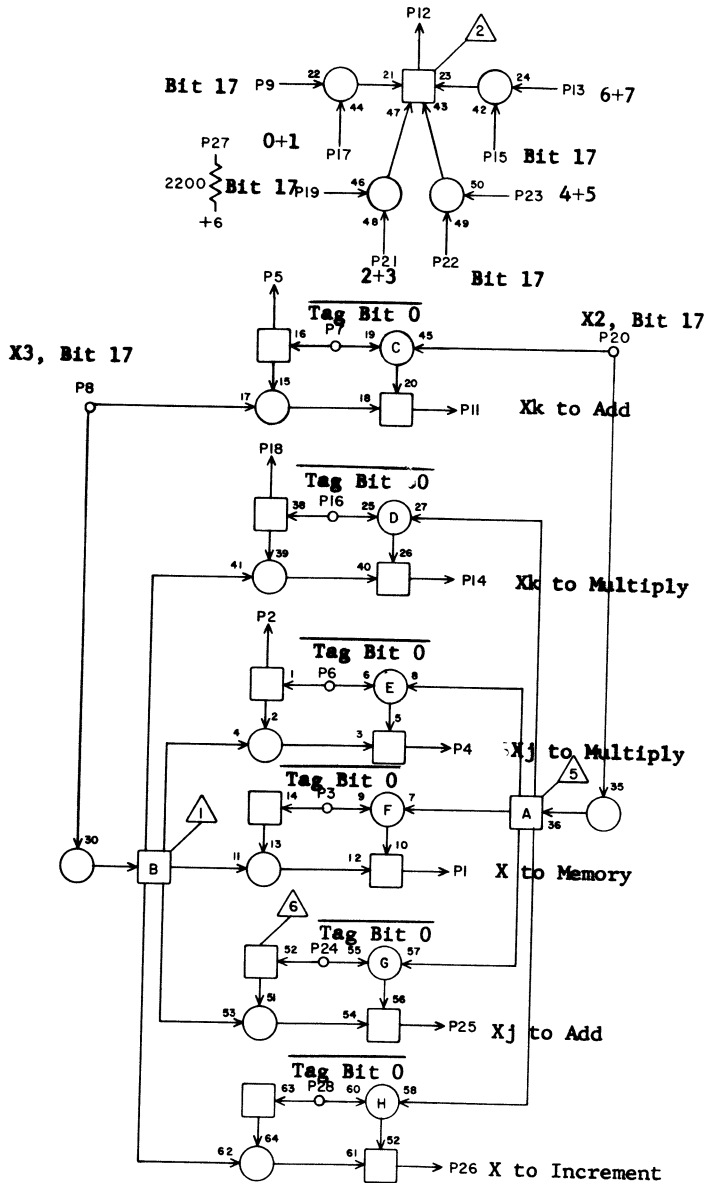 P12
2
Bit 17 P9 22 21 23 24 P13 6+7
44 47 43 42
P27 0+1 P17 P15 Bit 17
2200 Bit 17 P19 46 50 P23 4+5
+6 48 49
P21 P22
2+3 Bit 17
P5
Tag Bit 0 X2, Bit 17
16 P7 19 C 45 P20
X3, Bit 17
P8 15 20
17 18 P11 Xk to Add
P18
Tag Bit 0
38 P16 25 D 27
39 26
41 40 P14 Xk to Multiply
P2
Tag Bit 0
1 P6 6 E 8
2 5
4 3 P4 Xj to Multiply
Tag Bit 0 5
14 P3 9 F 7 A 36 35
1
30 B 13 10
11 12 P1 X to Memory
6
Tag Bit 0
52 P24 55 G 57
51 56
53 54 P25 Xj to Add
Tag Bit 0
63 P28 60 H 58
64 52
62 61 P26 X to Increment